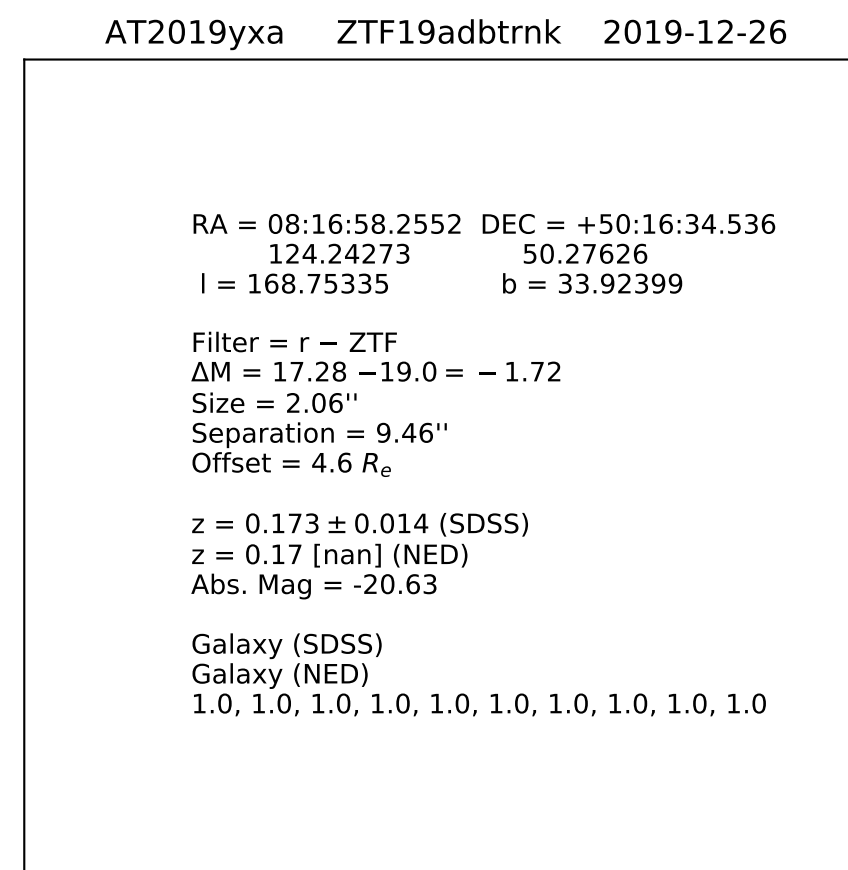 AT2019yxa ZTF19adbtrnk 2019-12-26
RA = 08:16:58.2552 DEC = +50:16:34.536
124.24273 50.27626
l = 168.75335 b = 33.92399
Filter = r − ZTF
ΔM = 17.28 −19.0 = − 1.72
Size = 2.06''
Separation = 9.46''
Offset = 4.6 Re
z = 0.173 ± 0.014 (SDSS)
z = 0.17 [nan] (NED)
Abs. Mag = -20.63
Galaxy (SDSS)
Galaxy (NED)
1.0, 1.0, 1.0, 1.0, 1.0, 1.0, 1.0, 1.0, 1.0, 1.0